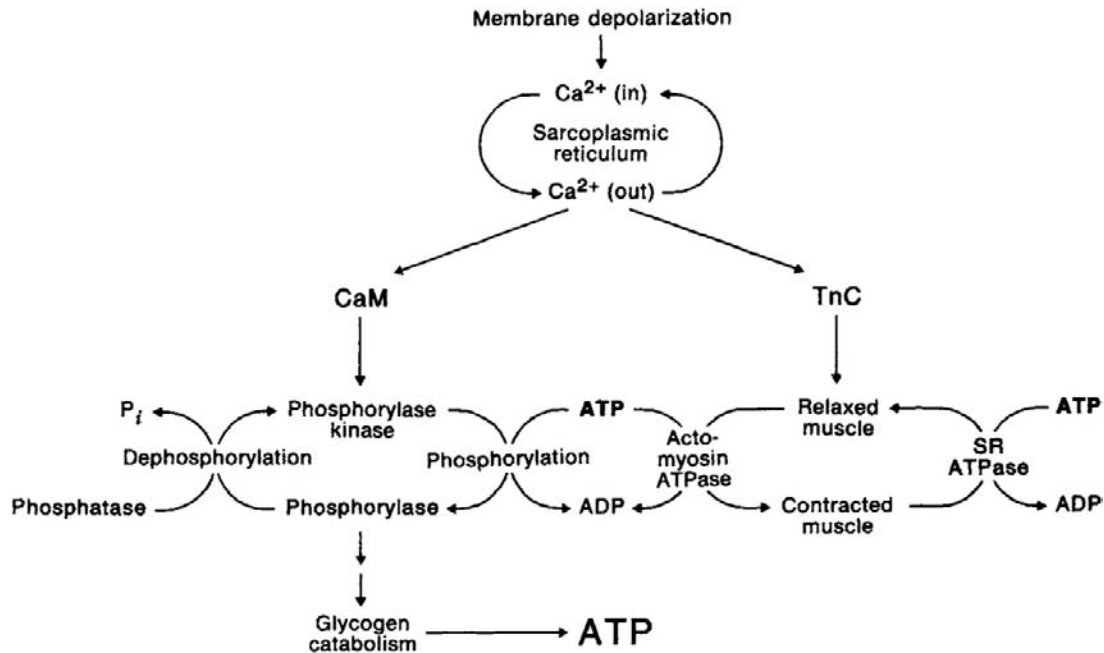 Membrane depolarization
Ca²⁺ (in)
Sarcoplasmic
reticulum
Ca²⁺ (out)
CaM
TnC
Pi
Phosphorylase
kinase
ATP
Relaxed
muscle
ATP
Dephosphorylation
Phosphorylation
Acto-
myosin
ATPase
SR
ATPase
Phosphatase
Phosphorylase
ADP
Contracted
muscle
ADP
Glycogen
catabolism
ATP